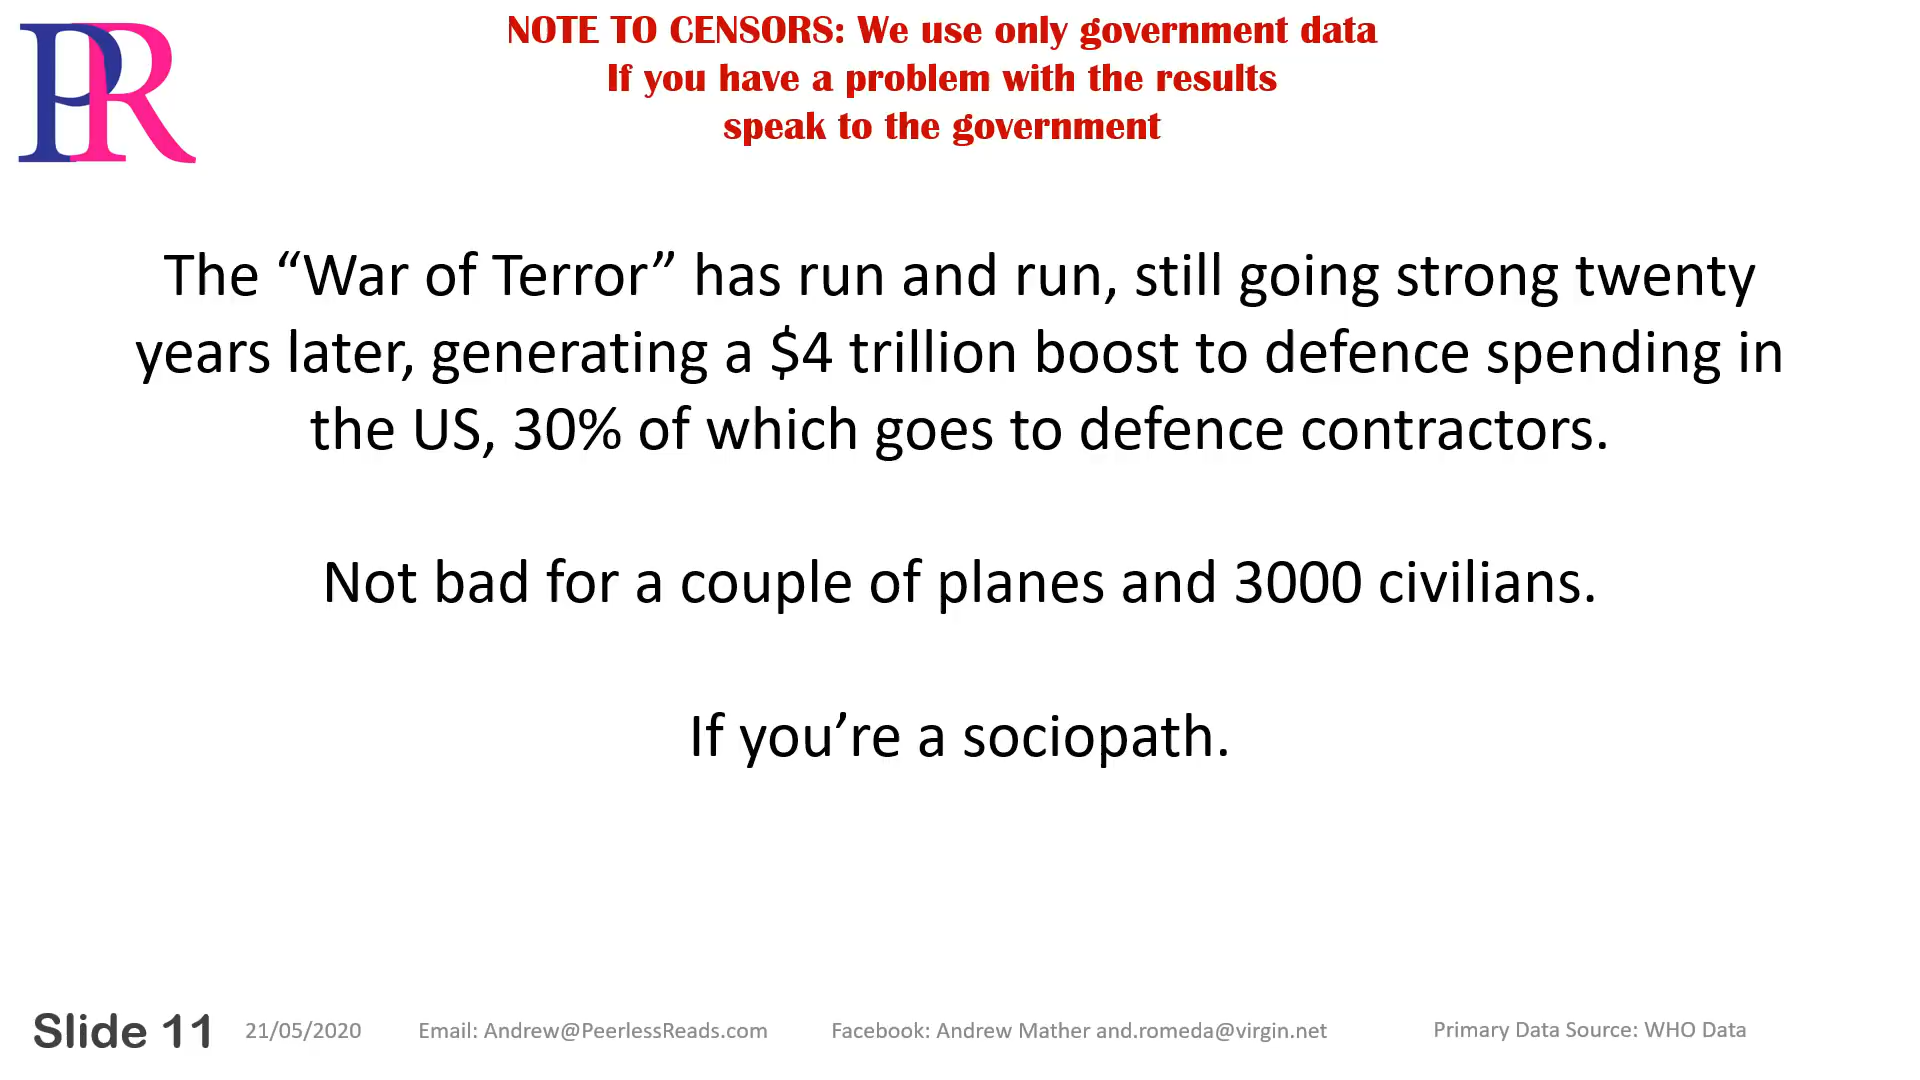 PR
NOTE TO CENSORS: We use only government data
If you have a problem with the results
speak to the government
The “War of Terror” has run and run, still going strong twenty
years later, generating a $4 trillion boost to defence spending in
the US, 30% of which goes to defence contractors.
Not bad for a couple of planes and 3000 civilians.
If you’re a sociopath.
Slide 11 21/05/2020 Email: Andrew@PeerlessReads.com Facebook: Andrew Mather and.romeda@virgin.net Primary Data Source: WHO Data